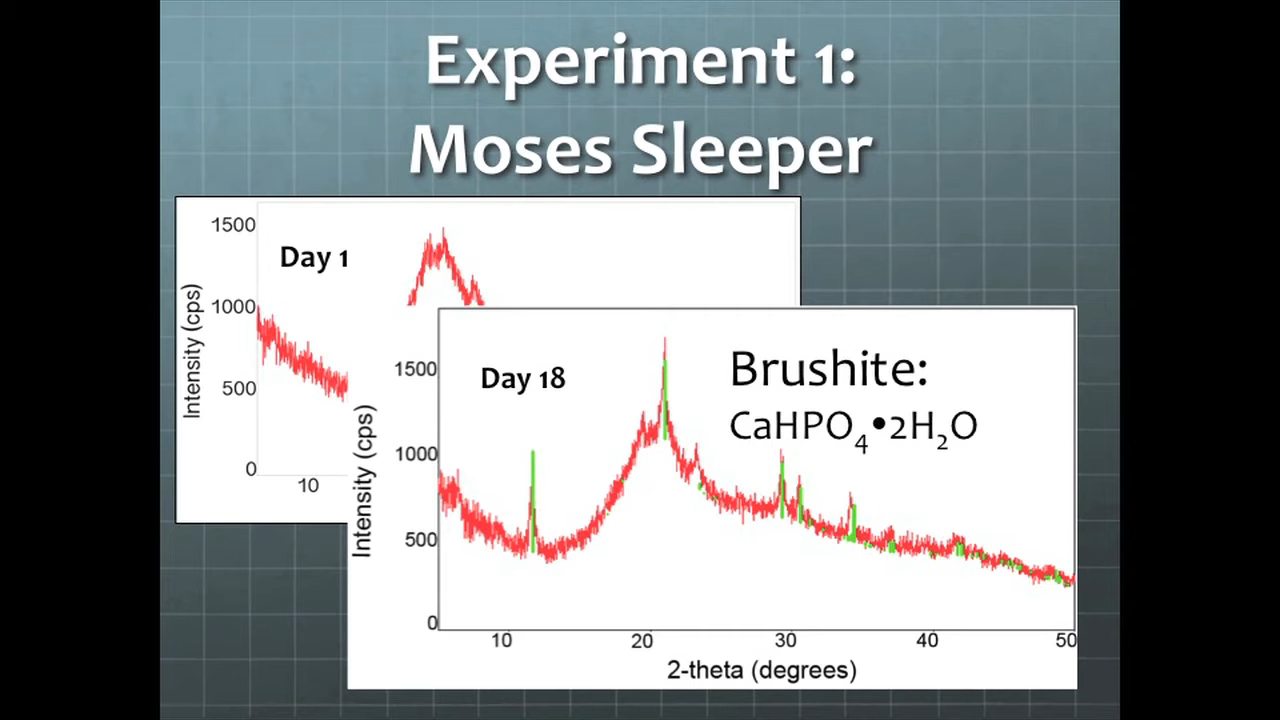 Experiment 1:
Moses Sleeper
1500
Day 1
1000
Intensity (cps)
500
0
10
1500
Day 18
Brushite:
CaHPO₄•2H₂O
1000
Intensity (cps)
500
0
10 20 30 40 50
2-theta (degrees)